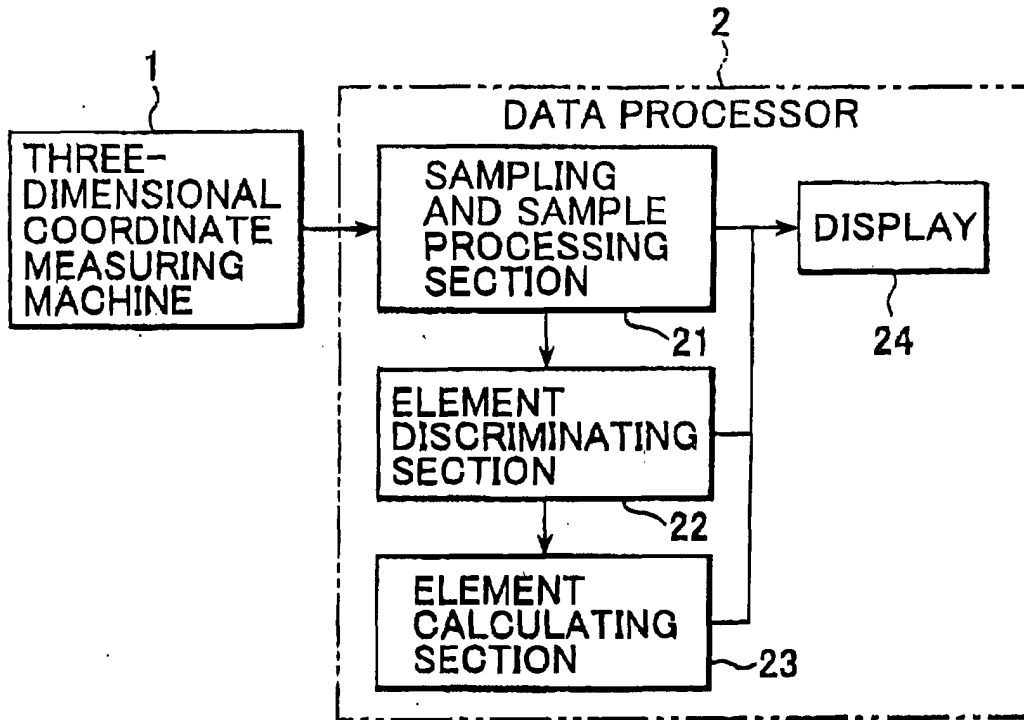 1
2
DATA PROCESSOR
THREE-
DIMENSIONAL
COORDINATE
MEASURING
MACHINE
SAMPLING
AND SAMPLE
PROCESSING
SECTION
21
DISPLAY
24
ELEMENT
DISCRIMINATING
SECTION
22
ELEMENT
CALCULATING
SECTION
23